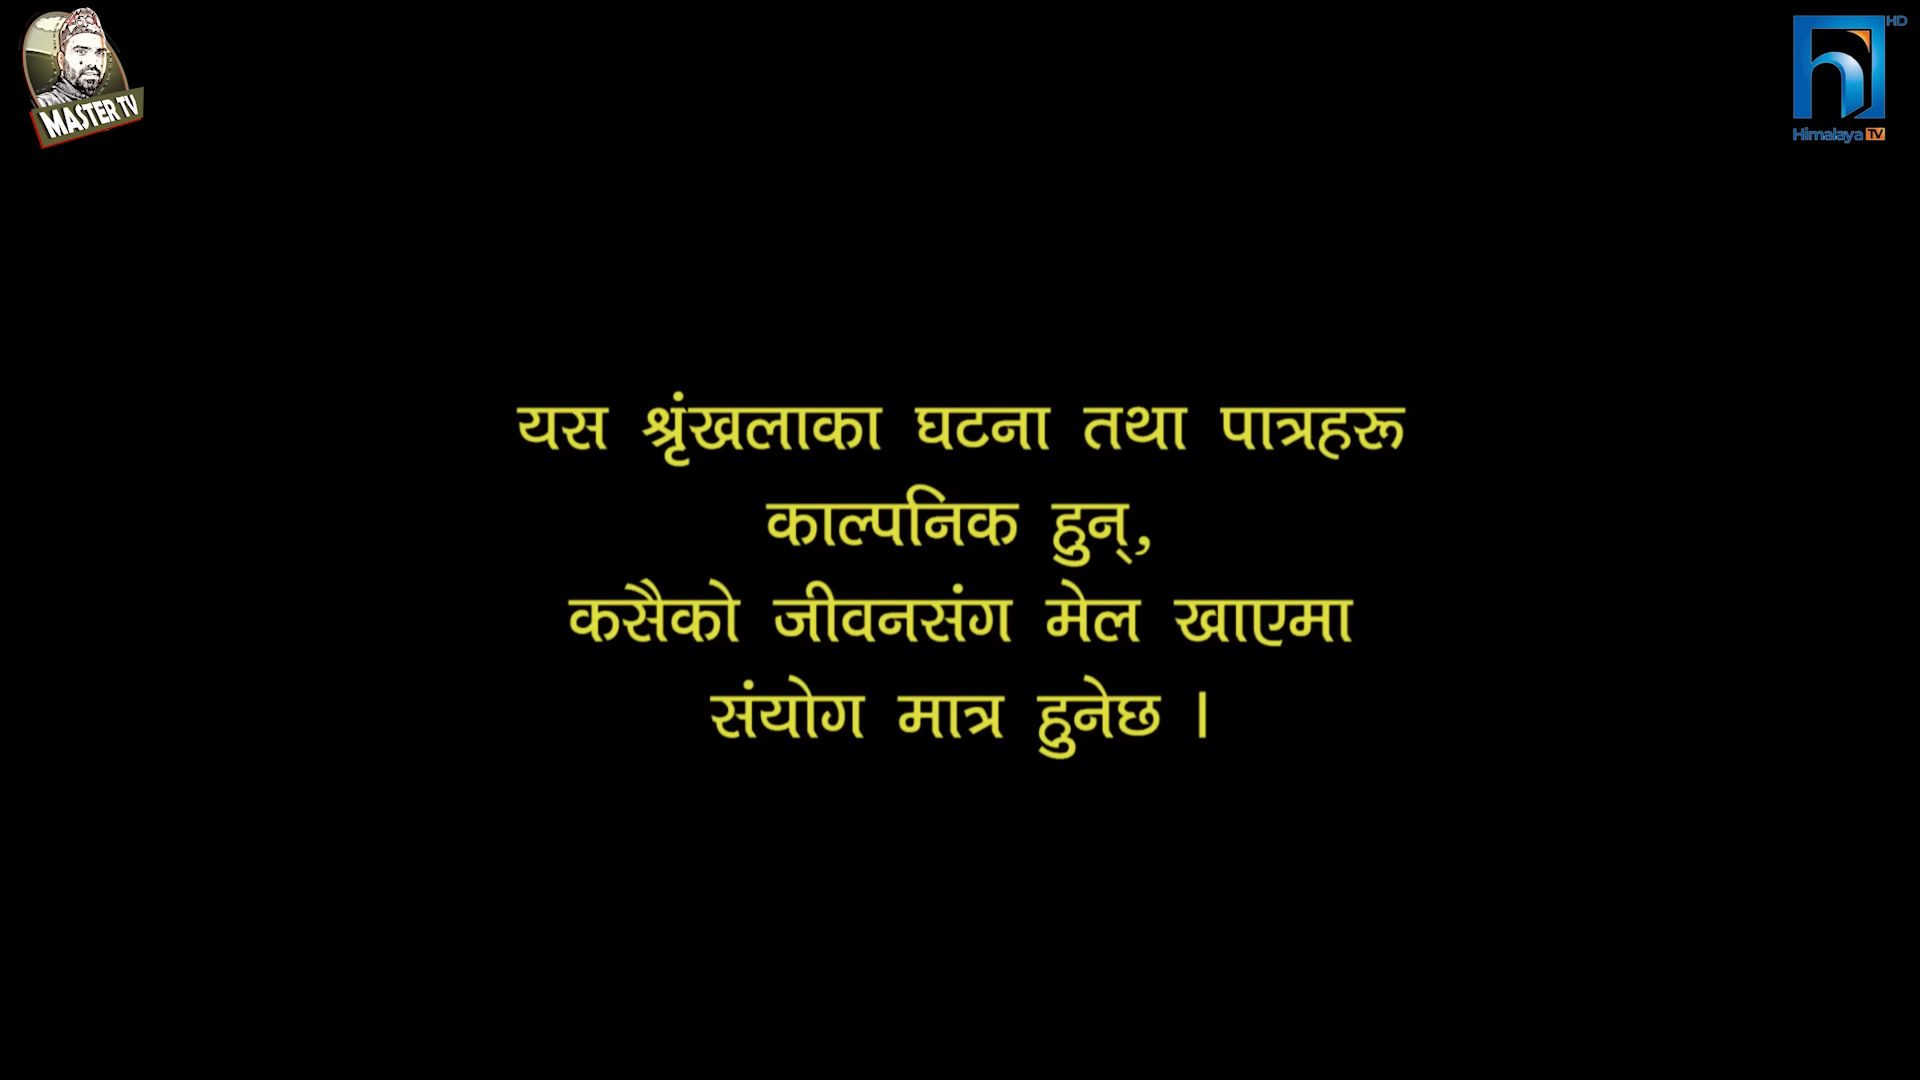 MASTER TV
HD
Himalaya TV
यस श्रृंखलाका घटना तथा पात्रहरू
काल्पनिक हुन्,
कसैको जीवनसंग मेल खाएमा
संयोग मात्र हुनेछ ।